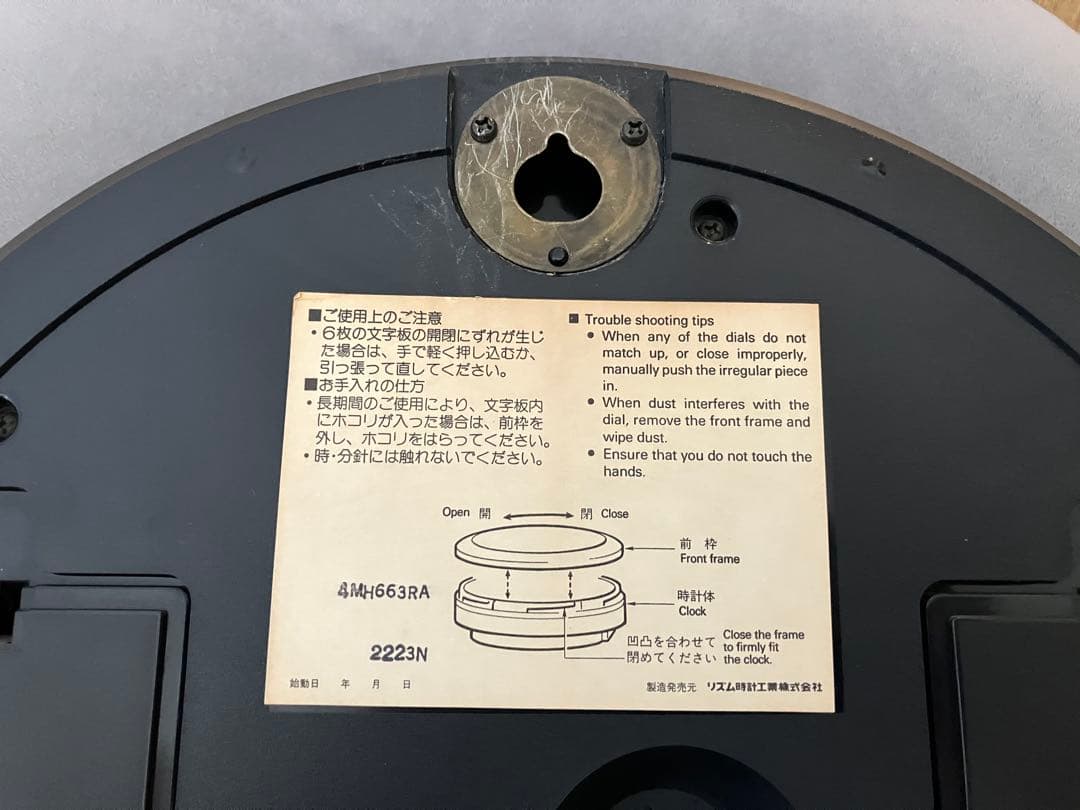 ■ご使用上のご注意
・6枚の文字板の開閉にずれが生じ
た場合は、手で軽く押し込むか、
引っ張って直してください。
■お手入れの仕方
・長期間のご使用により、文字板内
にホコリが入った場合は、前枠を
外し、ホコリをはらってください。
・時・分針には触れないでください。
■ Trouble shooting tips
● When any of the dials do not
match up, or close improperly,
manually push the irregular piece
in.
● When dust interferes with the
dial, remove the front frame and
wipe dust.
● Ensure that you do not touch the
hands.
Open 開 閉 Close
前 枠
Front frame
4MH663RA
時計体
Clock
凹凸を合わせて
閉めてください
Close the frame
to firmly fit
the clock.
2223N
始動日 年 月 日
製造発売元 リズム時計工業株式会社